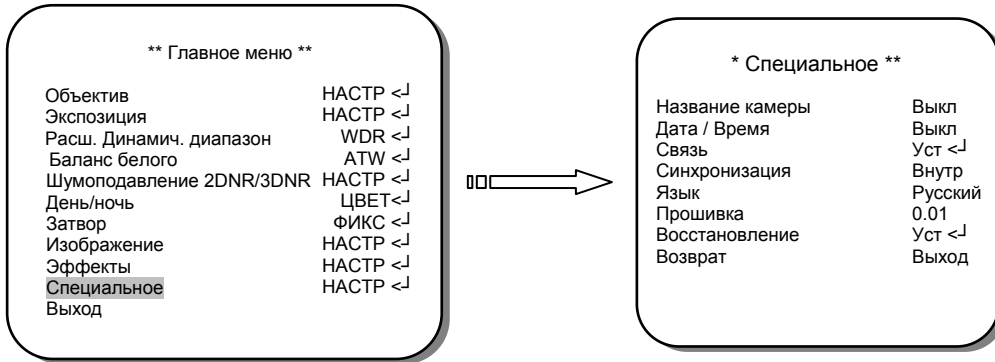 ** Главное меню **
Объектив НАСТР <┘
Экспозиция НАСТР <┘
Расш. Динамич. диапазон WDR <┘
Баланс белого ATW <┘
Шумоподавление 2DNR/3DNR НАСТР <┘
День/ночь ЦВЕТ<┘
Затвор ФИКС <┘
Изображение НАСТР <┘
Эффекты НАСТР <┘
Специальное НАСТР <┘
Выход
* Специальное **
Название камеры Выкл
Дата / Время Выкл
Связь Уст <┘
Синхронизация Внутр
Язык Русский
Прошивка 0.01
Восстановление Уст <┘
Возврат Выход